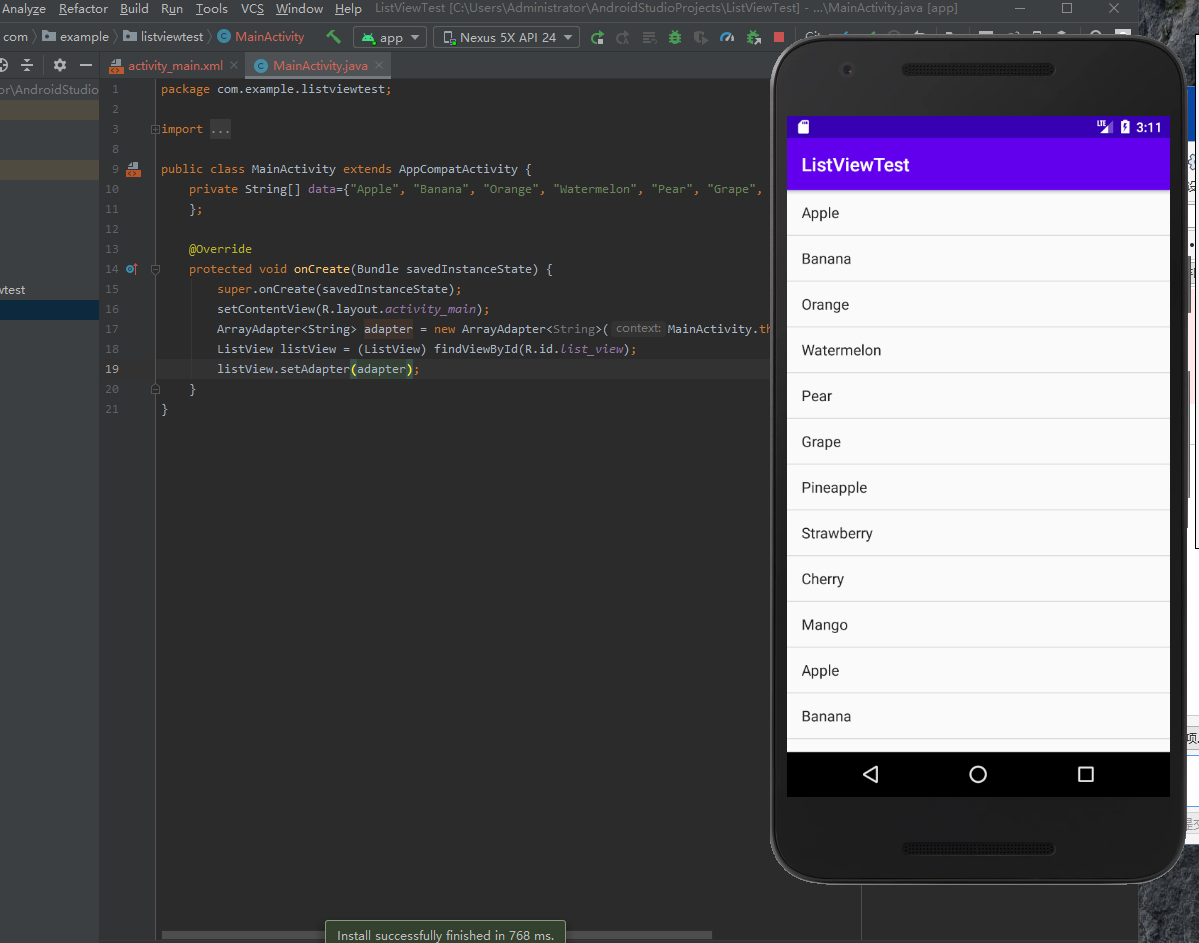 Analyze Refactor Build Run Tools VCS Window Help ListViewTest [C:\Users\Administrator\AndroidStudioProjects\ListViewTest] - ...\MainActivity.java [app]
com example listviewtest MainActivity app Nexus 5X API 24
activity_main.xml MainActivity.java
or\AndroidStudio
1 package com.example.listviewtest;
2
3 import ...
8
9 public class MainActivity extends AppCompatActivity {
10 private String[] data={"Apple", "Banana", "Orange", "Watermelon", "Pear", "Grape",
11 };
12
13 @Override
14 protected void onCreate(Bundle savedInstanceState) {
15 super.onCreate(savedInstanceState);
16 setContentView(R.layout.activity_main);
17 ArrayAdapter<String> adapter = new ArrayAdapter<String>( context: MainActivity.th
18 ListView listView = (ListView) findViewById(R.id.list_view);
19 listView.setAdapter(adapter);
20 }
21 }
wtest
Install successfully finished in 768 ms.
LTE 3:11
ListViewTest
Apple
Banana
Orange
Watermelon
Pear
Grape
Pineapple
Strawberry
Cherry
Mango
Apple
Banana